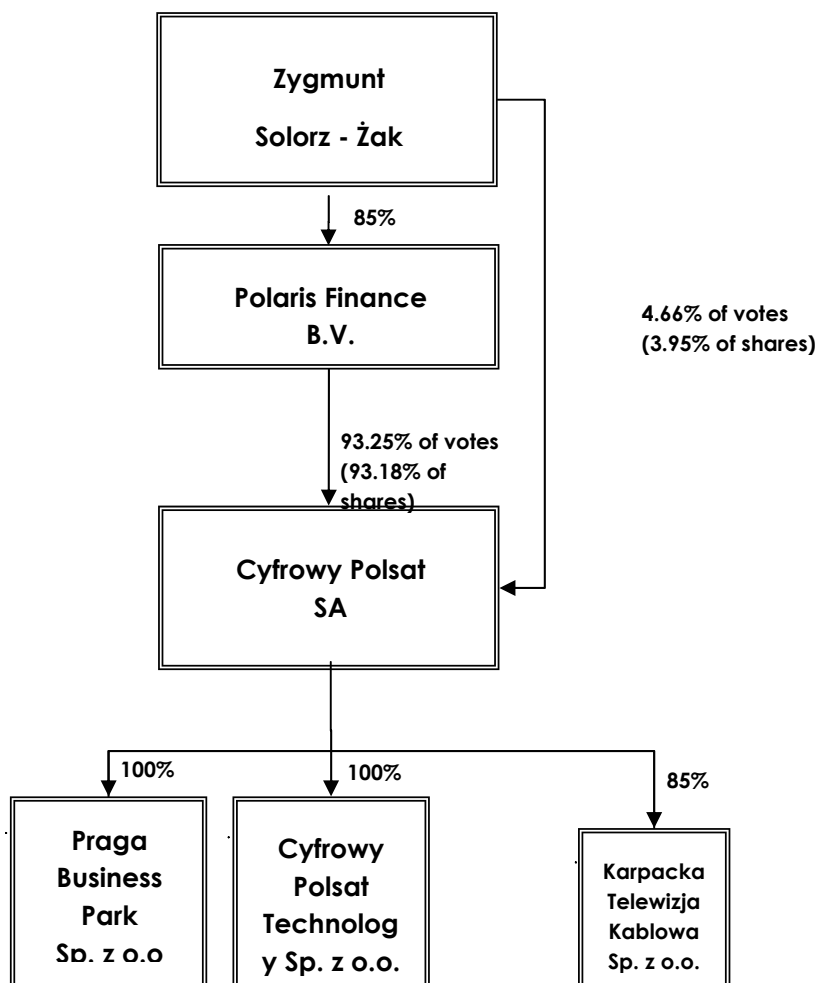 Zygmunt
Solorz - Żak
85%
Polaris Finance
B.V.
4.66% of votes
(3.95% of shares)
93.25% of votes
(93.18% of
shares)
Cyfrowy Polsat
SA
100%
100%
85%
Praga
Business
Park
Sp. z o.o
Cyfrowy
Polsat
Technolog
y Sp. z o.o.
Karpacka
Telewizja
Kablowa
Sp. z o.o.